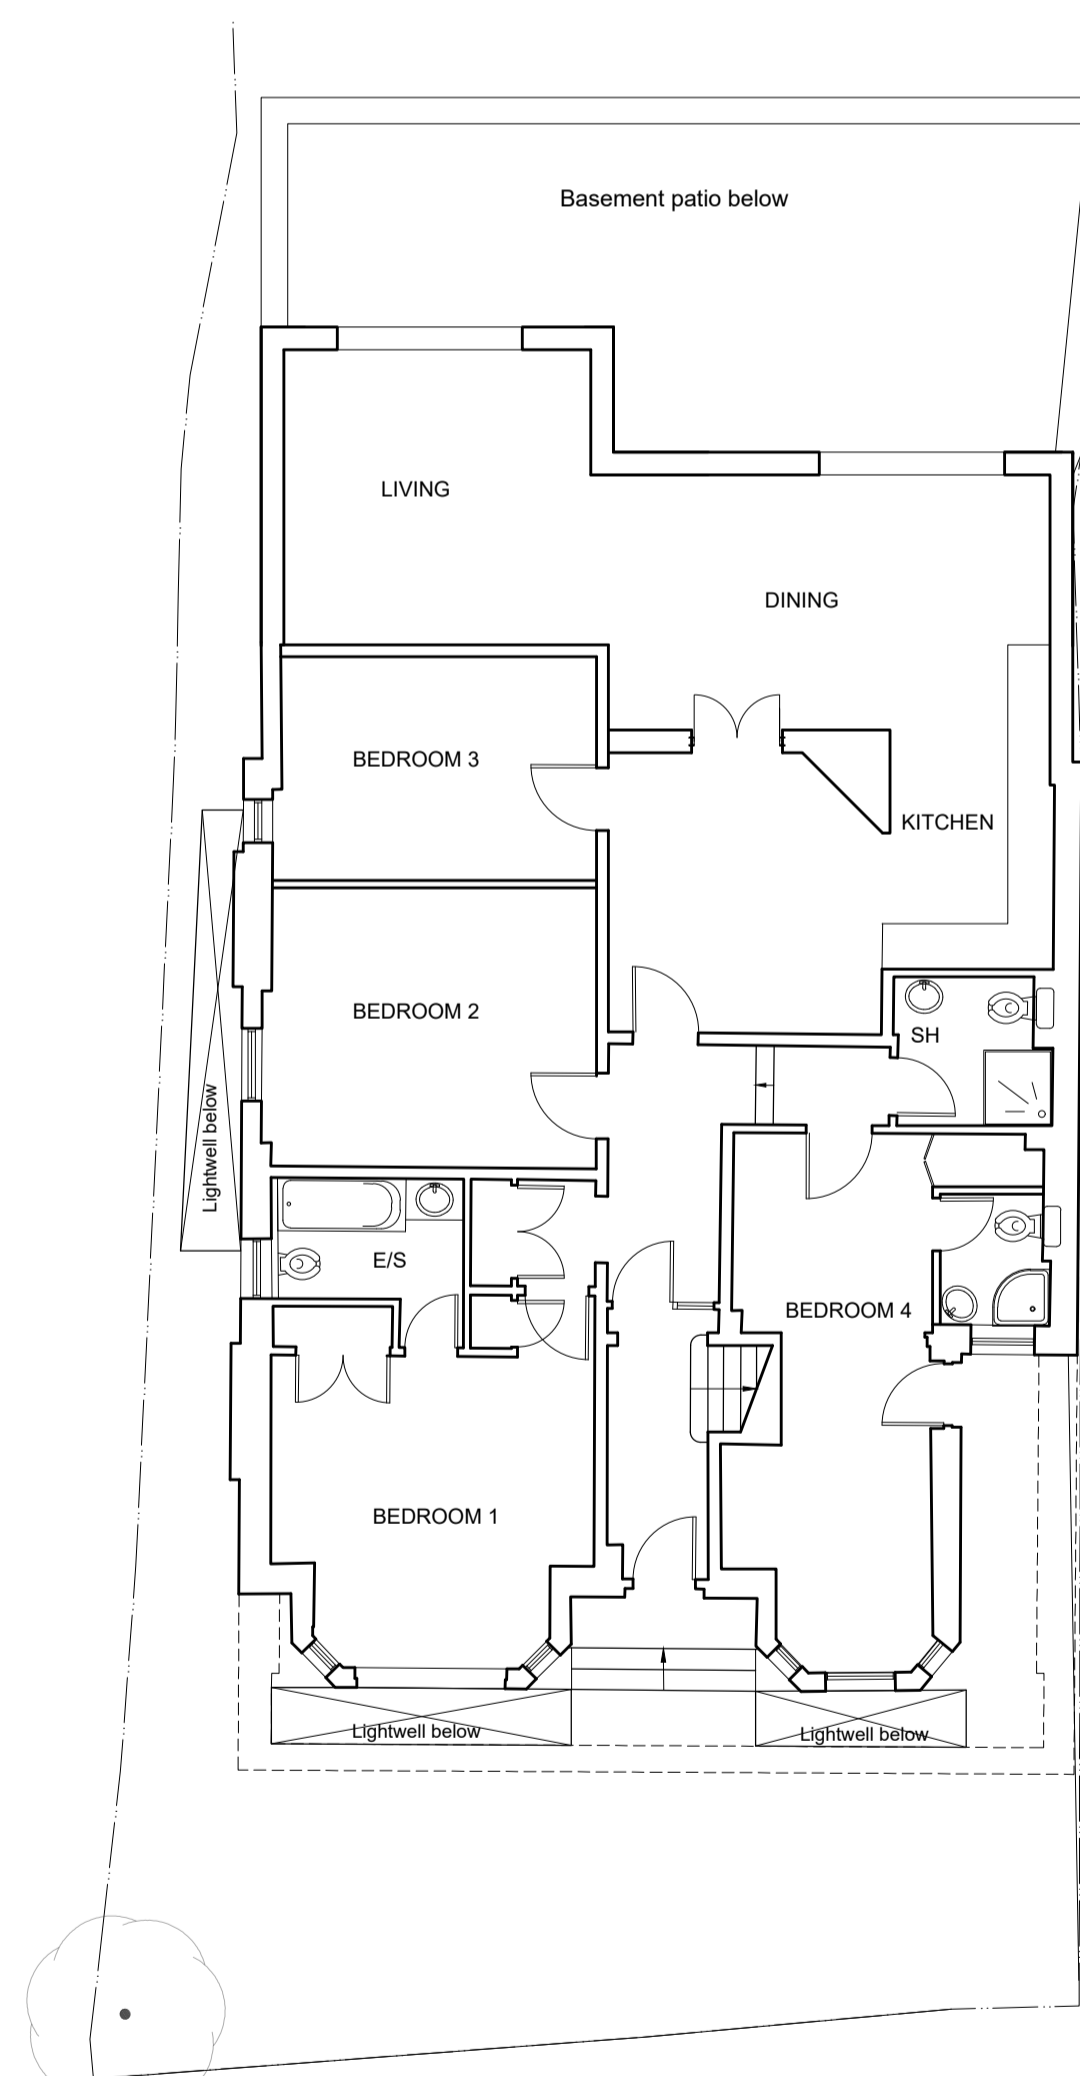 Basement patio below
LIVING
DINING
BEDROOM 3
KITCHEN
BEDROOM 2
SH
Lightwell below
E/S
BEDROOM 4
BEDROOM 1
Lightwell below
Lightwell below